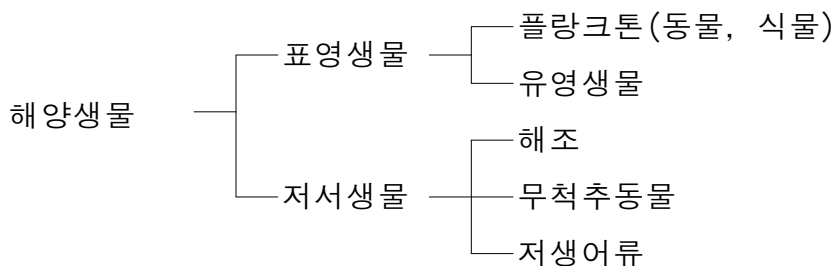 플랑크톤(동물, 식물)
표영생물
유영생물
해양생물
해조
저서생물
무척추동물
저생어류